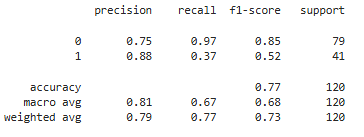 precision recall f1-score support
0 0.75 0.97 0.85 79
1 0.88 0.37 0.52 41
accuracy 0.77 120
macro avg 0.81 0.67 0.68 120
weighted avg 0.79 0.77 0.73 120